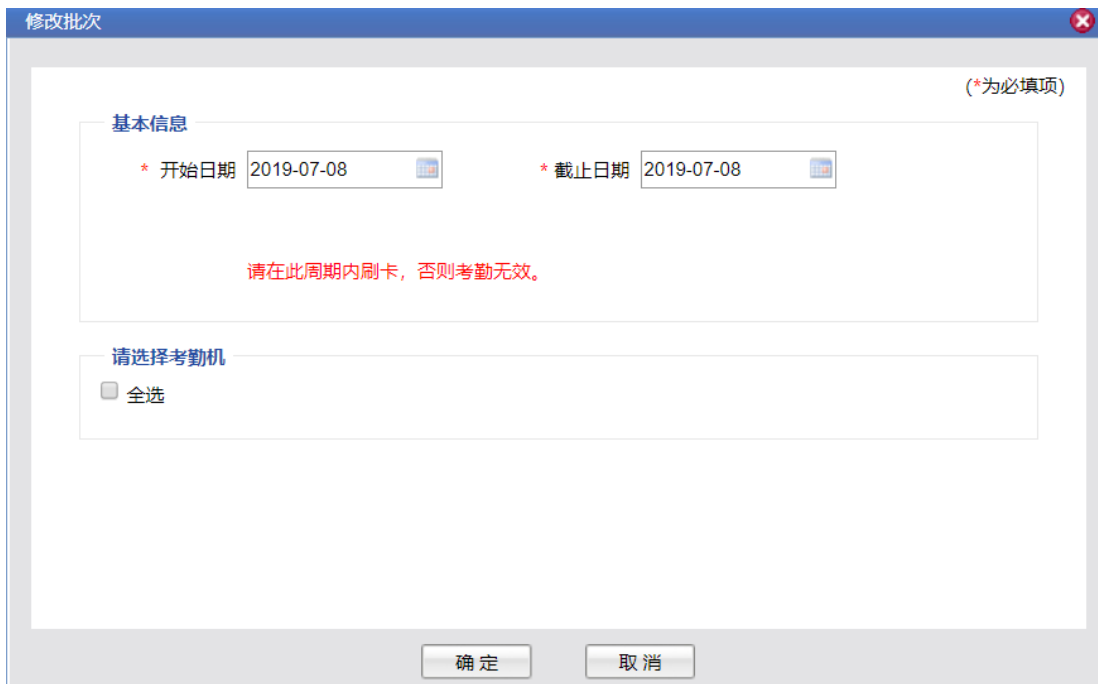 修改批次
(*为必填项)
基本信息
* 开始日期 2019-07-08 * 截止日期 2019-07-08
请在此周期内刷卡，否则考勤无效。
请选择考勤机
全选
确定 取消